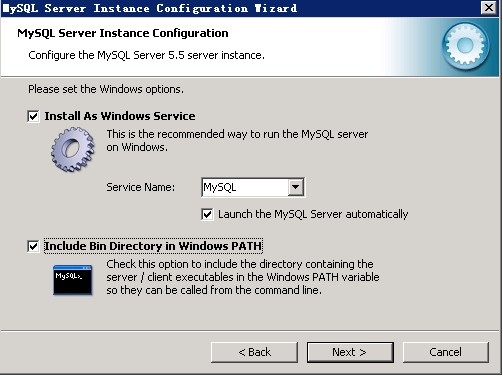 MySQL Server Instance Configuration Wizard
MySQL Server Instance Configuration
Configure the MySQL Server 5.5 server instance.
Please set the Windows options.
Install As Windows Service
This is the recommended way to run the MySQL server
on Windows.
Service Name:
MySQL
Launch the MySQL Server automatically
Include Bin Directory in Windows PATH
Check this option to include the directory containing the
server / client executables in the Windows PATH variable
so they can be called from the command line.
MySQL>_
< Back
Next >
Cancel